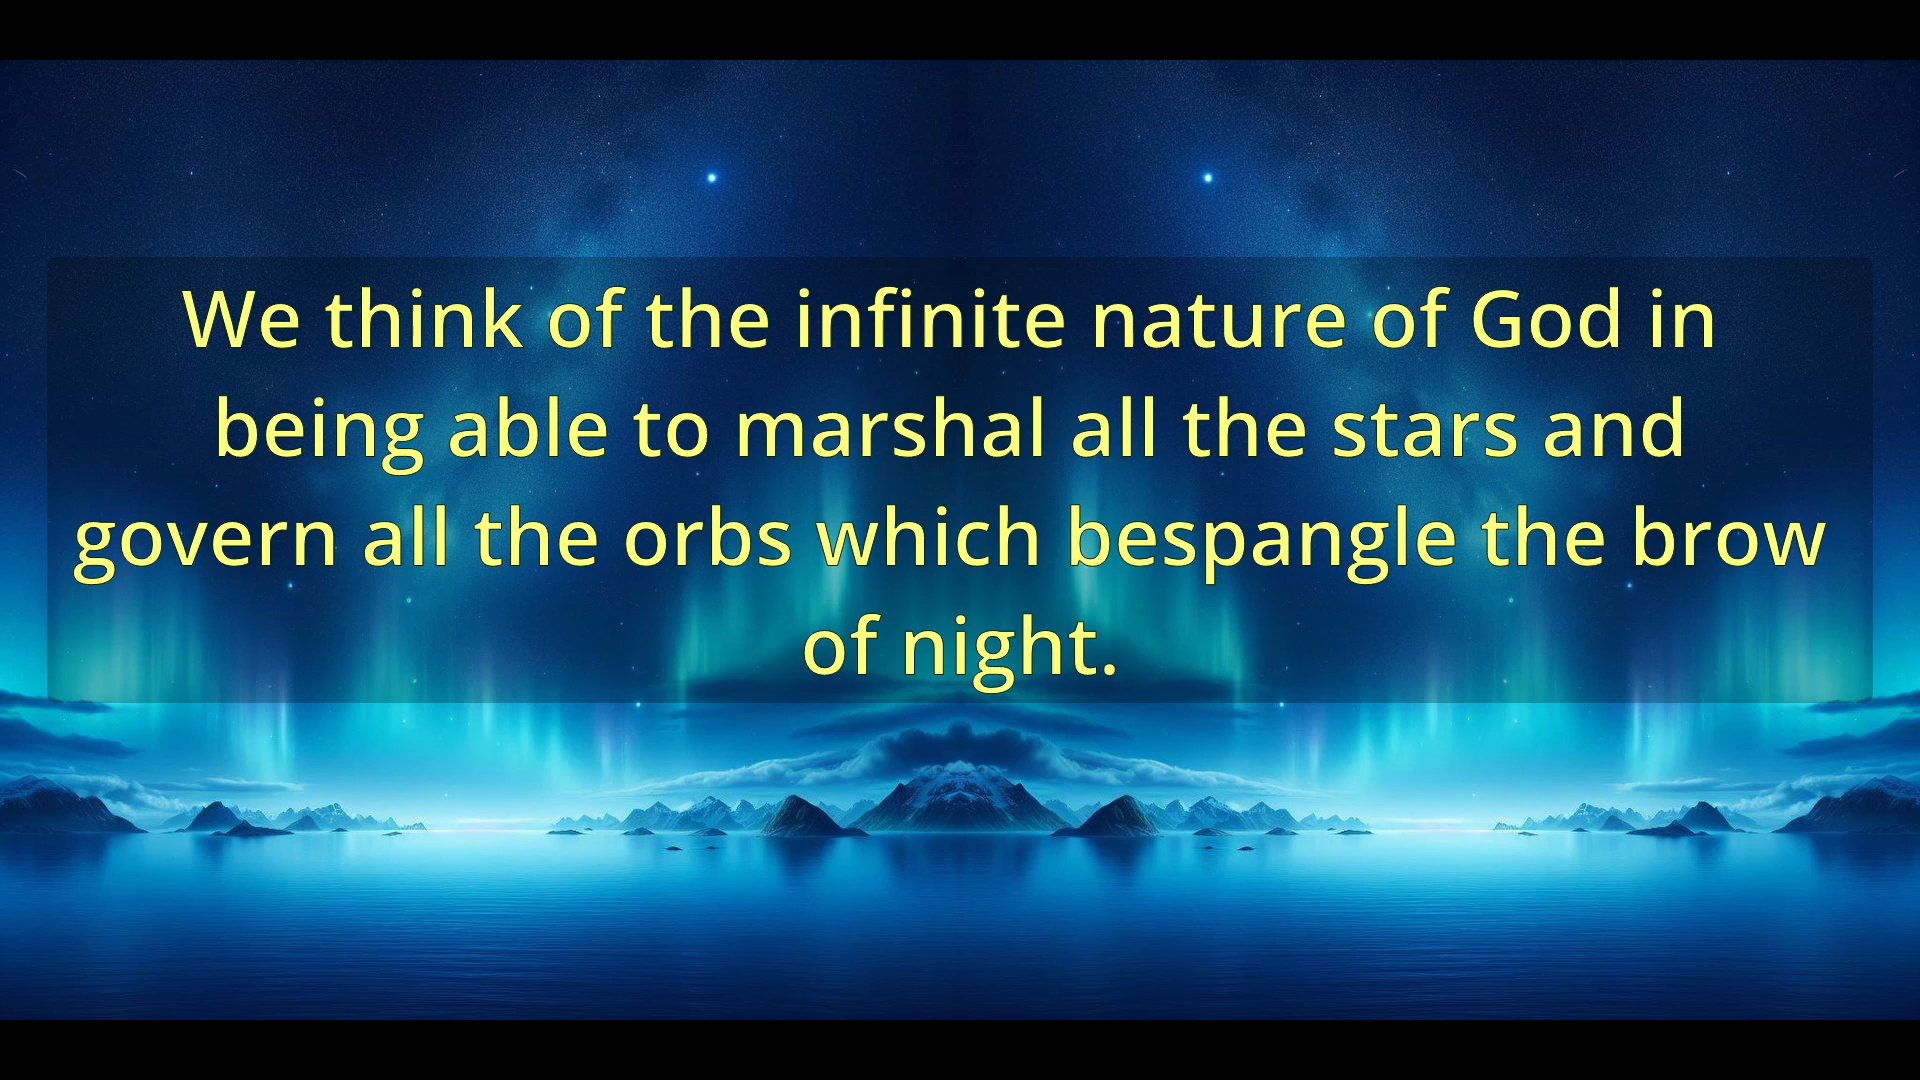 We think of the infinite nature of God in
being able to marshal all the stars and
govern all the orbs which bespangle the brow
of night.